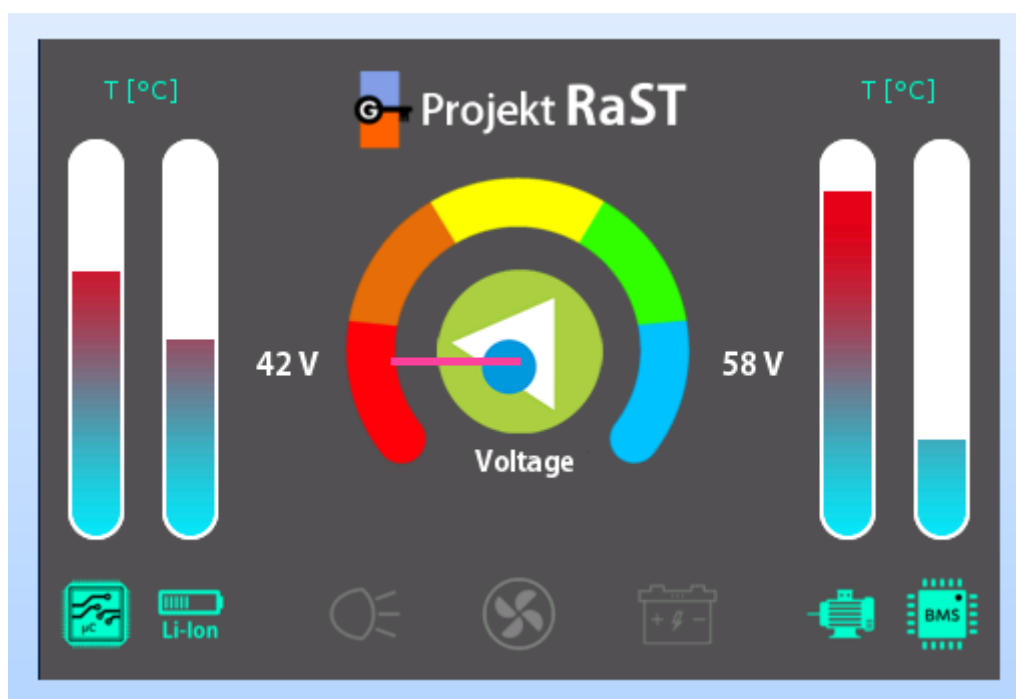 T [°C]
G Projekt RaST
T [°C]
42 V
58 V
Voltage
µC
Li-Ion
+ -
BMS